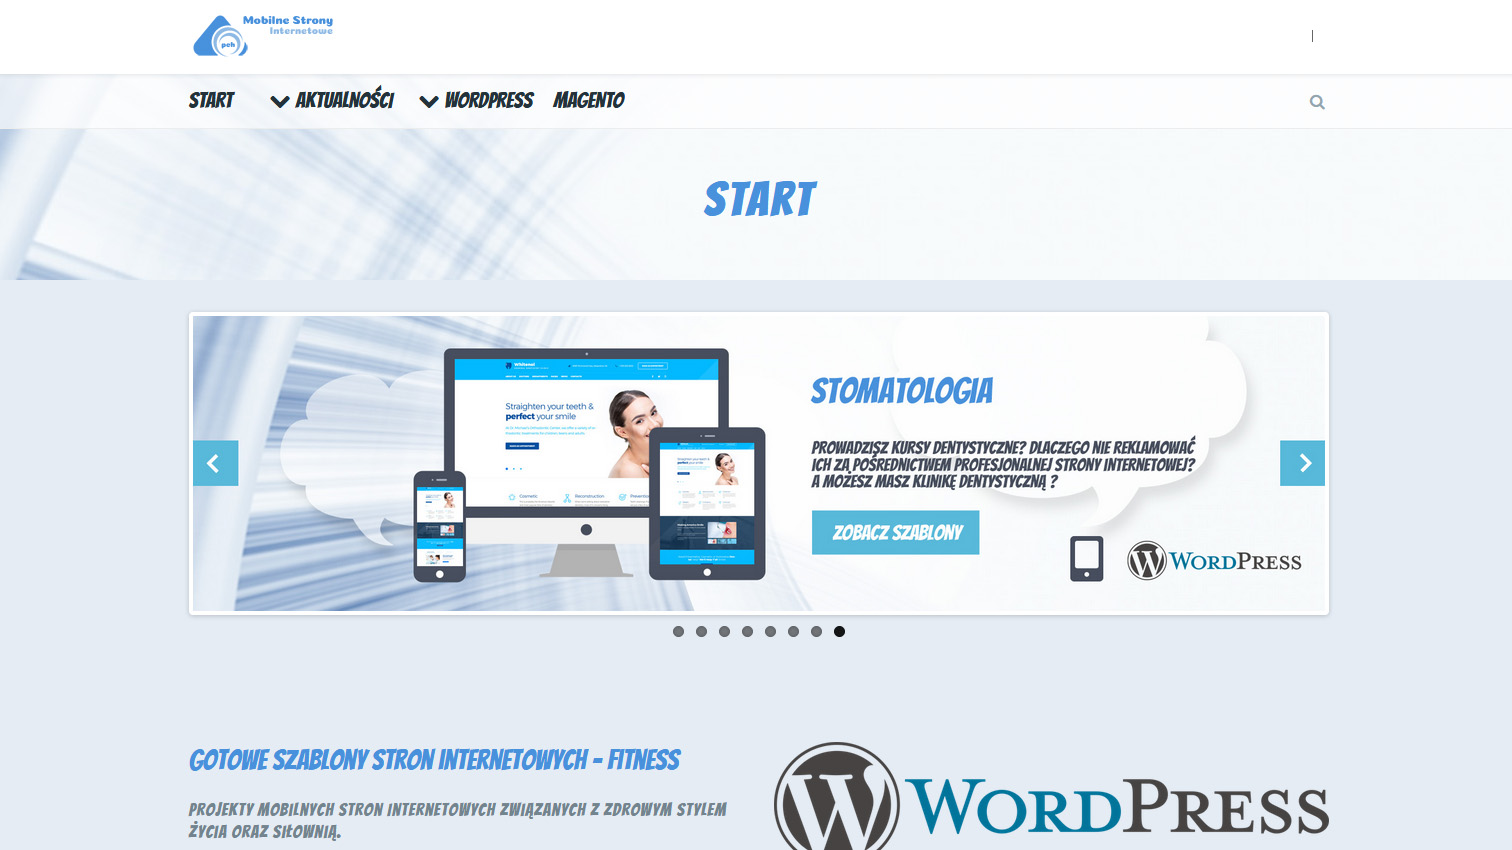 Mobilne Strony
Internetowe
pch
START
AKTUALNOŚCI
WORDPRESS
MAGENTO
START
Straighten your teeth &
perfect your smile
Cosmetic
Reconstruction
STOMATOLOGIA
PROWADZISZ KURSY DENTYSTYCZNE? DLACZEGO NIE REKLAMOWAĆ
ICH ZA POŚREDNICTWEM PROFESJONALNEJ STRONY INTERNETOWEJ?
A MOŻESZ MASZ KLINIKĘ DENTYSTYCZNĄ ?
ZOBACZ SZABLONY
WORDPRESS
GOTOWE SZABLONY STRON INTERNETOWYCH - FITNESS
PROJEKTY MOBILNYCH STRON INTERNETOWYCH ZWIĄZANYCH Z ZDROWYM STYLEM
ŻYCIA ORAZ SIŁOWNIĄ.
WORDPRESS